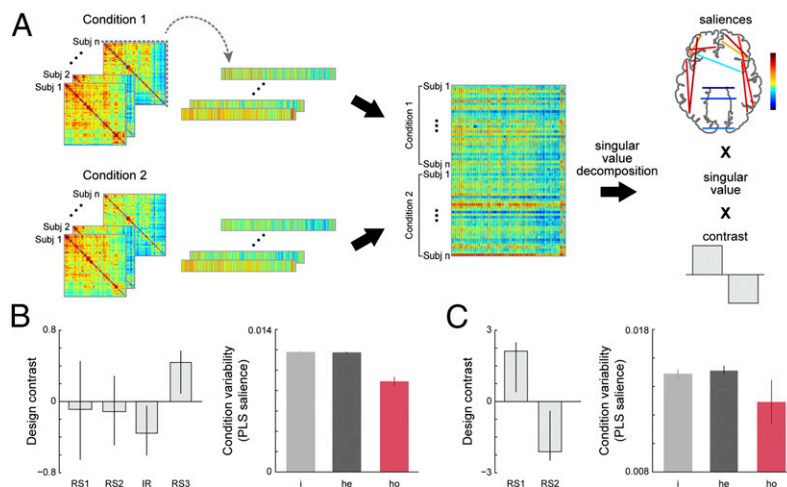 A
Condition 1
Subj n
Subj 2
Subj 1
Condition 2
Subj n
Subj 2
Subj 1
Condition 1
Subj 1
Subj n
Condition 2
Subj 1
Subj n
singular
value
decomposition
saliences
X
singular
value
X
contrast
B
Design contrast
0.8
0
−0.8
RS1 RS2 IR RS3
Condition variability
(PLS salience)
0.014
0
i he ho
C
Design contrast
3
0
−3
RS1 RS2
Condition variability
(PLS salience)
0.018
0.008
i he ho